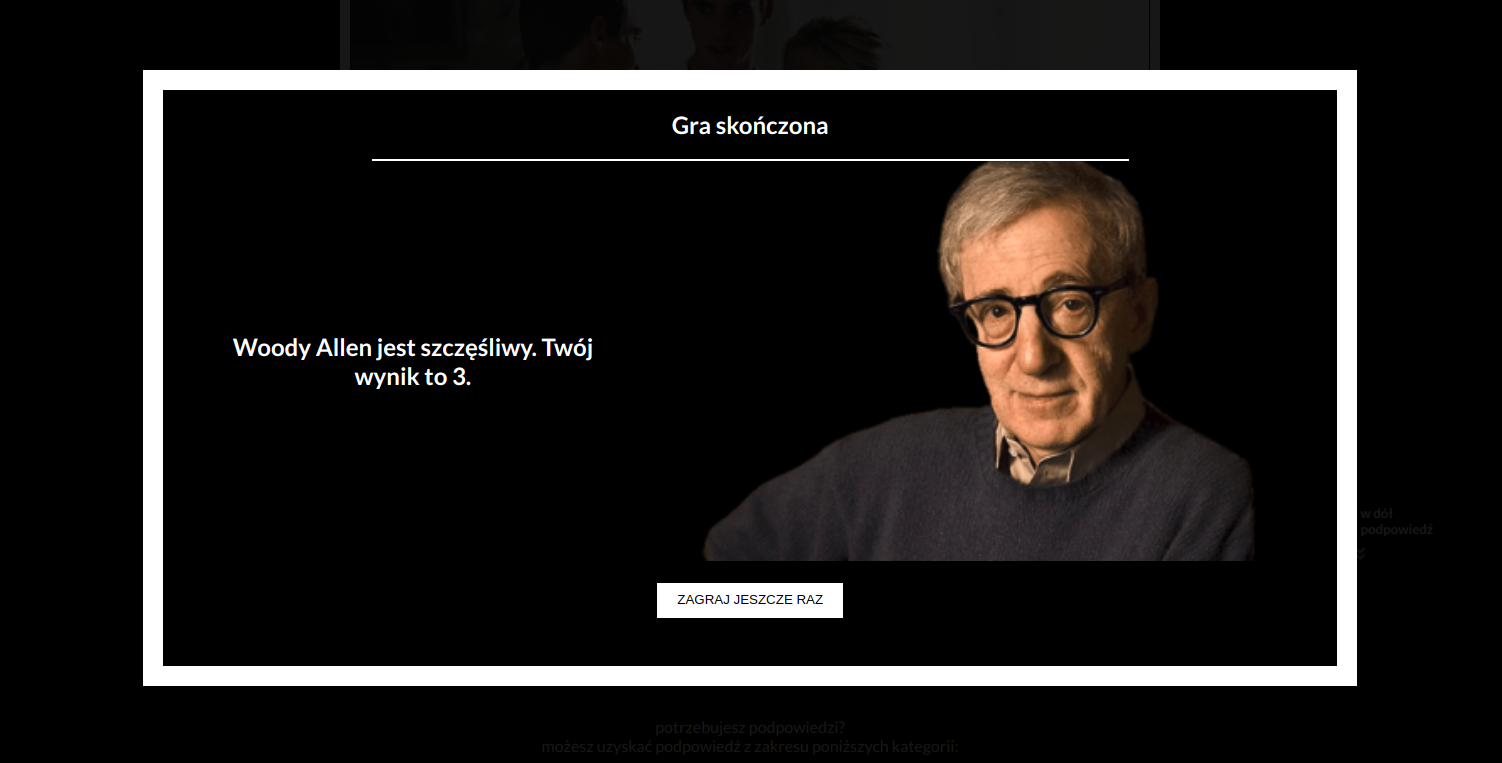 Gra skończona
Woody Allen jest szczęśliwy. Twój
wynik to 3.
w dół
podpowiedź
ZAGRAJ JESZCZE RAZ
potrzebujesz podpowiedzi?
możesz uzyskać podpowiedź z zakresu poniższych kategorii: